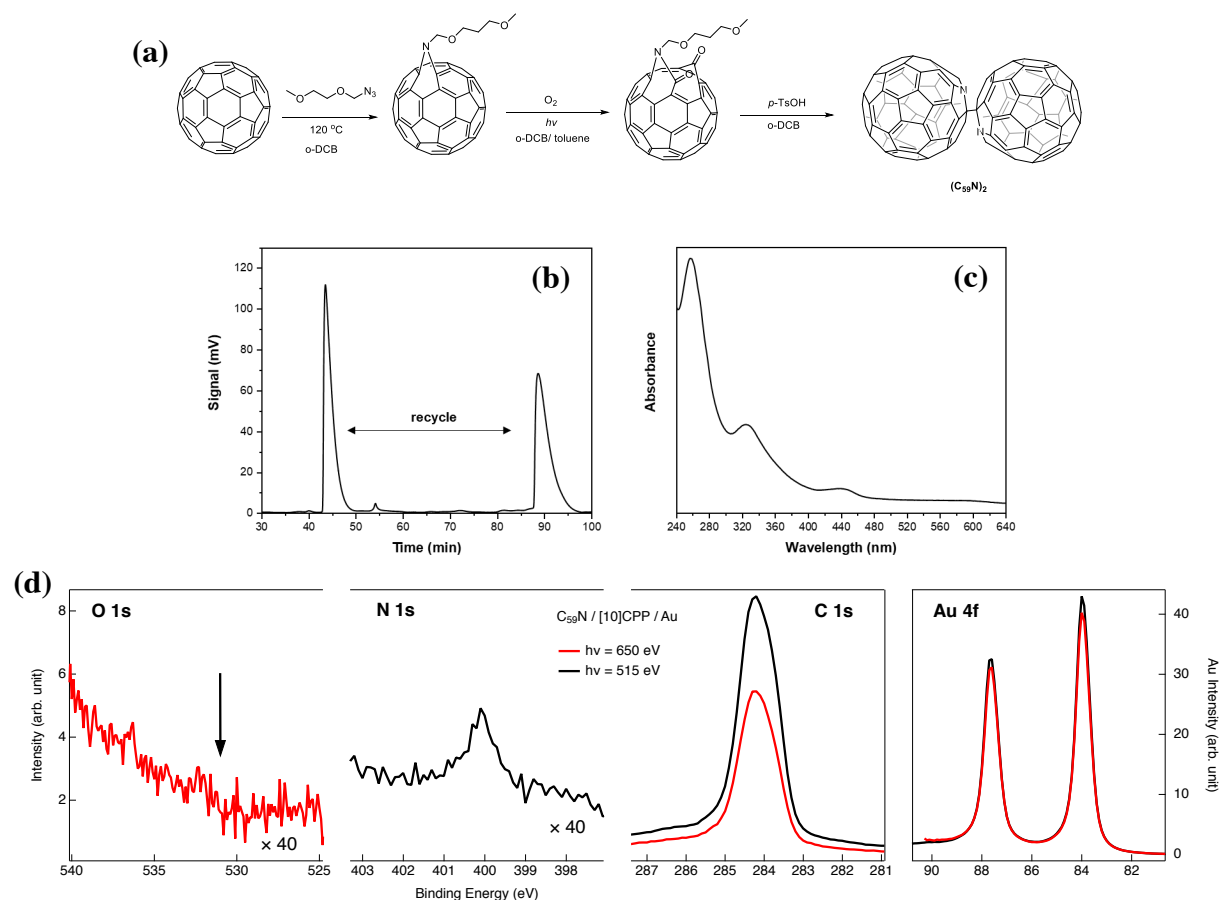 (a)
N
O
O
O
O
N₃
120 °C
o-DCB
O₂
hv
o-DCB/ toluene
N
O
O
O
O
p-TsOH
o-DCB
N
N
(C₅₉N)₂
(b)
Signal (mV)
120
100
80
60
40
20
0
recycle
30 40 50 60 70 80 90 100
Time (min)
(c)
Absorbance
240 280 320 360 400 440 480 520 560 600 640
Wavelength (nm)
(d)
O 1s
N 1s
C₅₉N / [10]CPP / Au
hv = 650 eV
hv = 515 eV
C 1s
Au 4f
Intensity (arb. unit)
8
6
4
2
× 40
× 40
40
30
20
10
0
Au Intensity (arb. unit)
540 535 530 525
403 402 401 400 399 398
287 286 285 284 283 282 281
90 88 86 84 82
Binding Energy (eV)